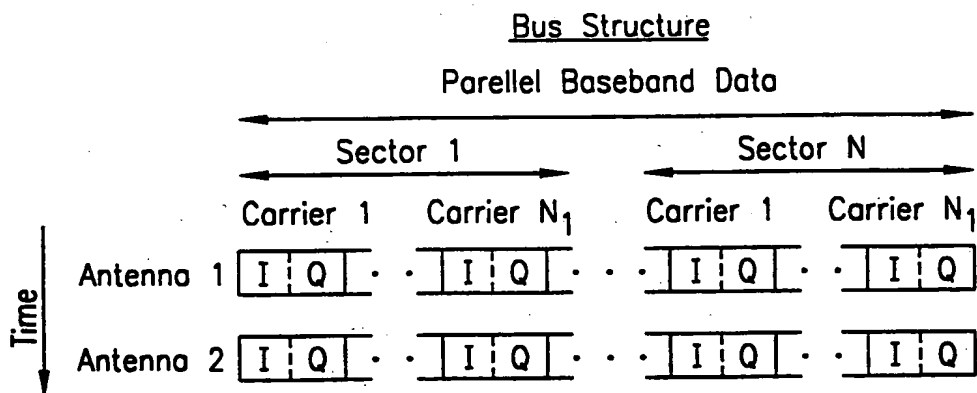 Bus Structure
Parellel Baseband Data
Sector 1 Sector N
Carrier 1 Carrier N₁ Carrier 1 Carrier N₁
Antenna 1 I Q · · I Q · · · I Q · · I Q
Time
Antenna 2 I Q · · I Q · · · I Q · · I Q